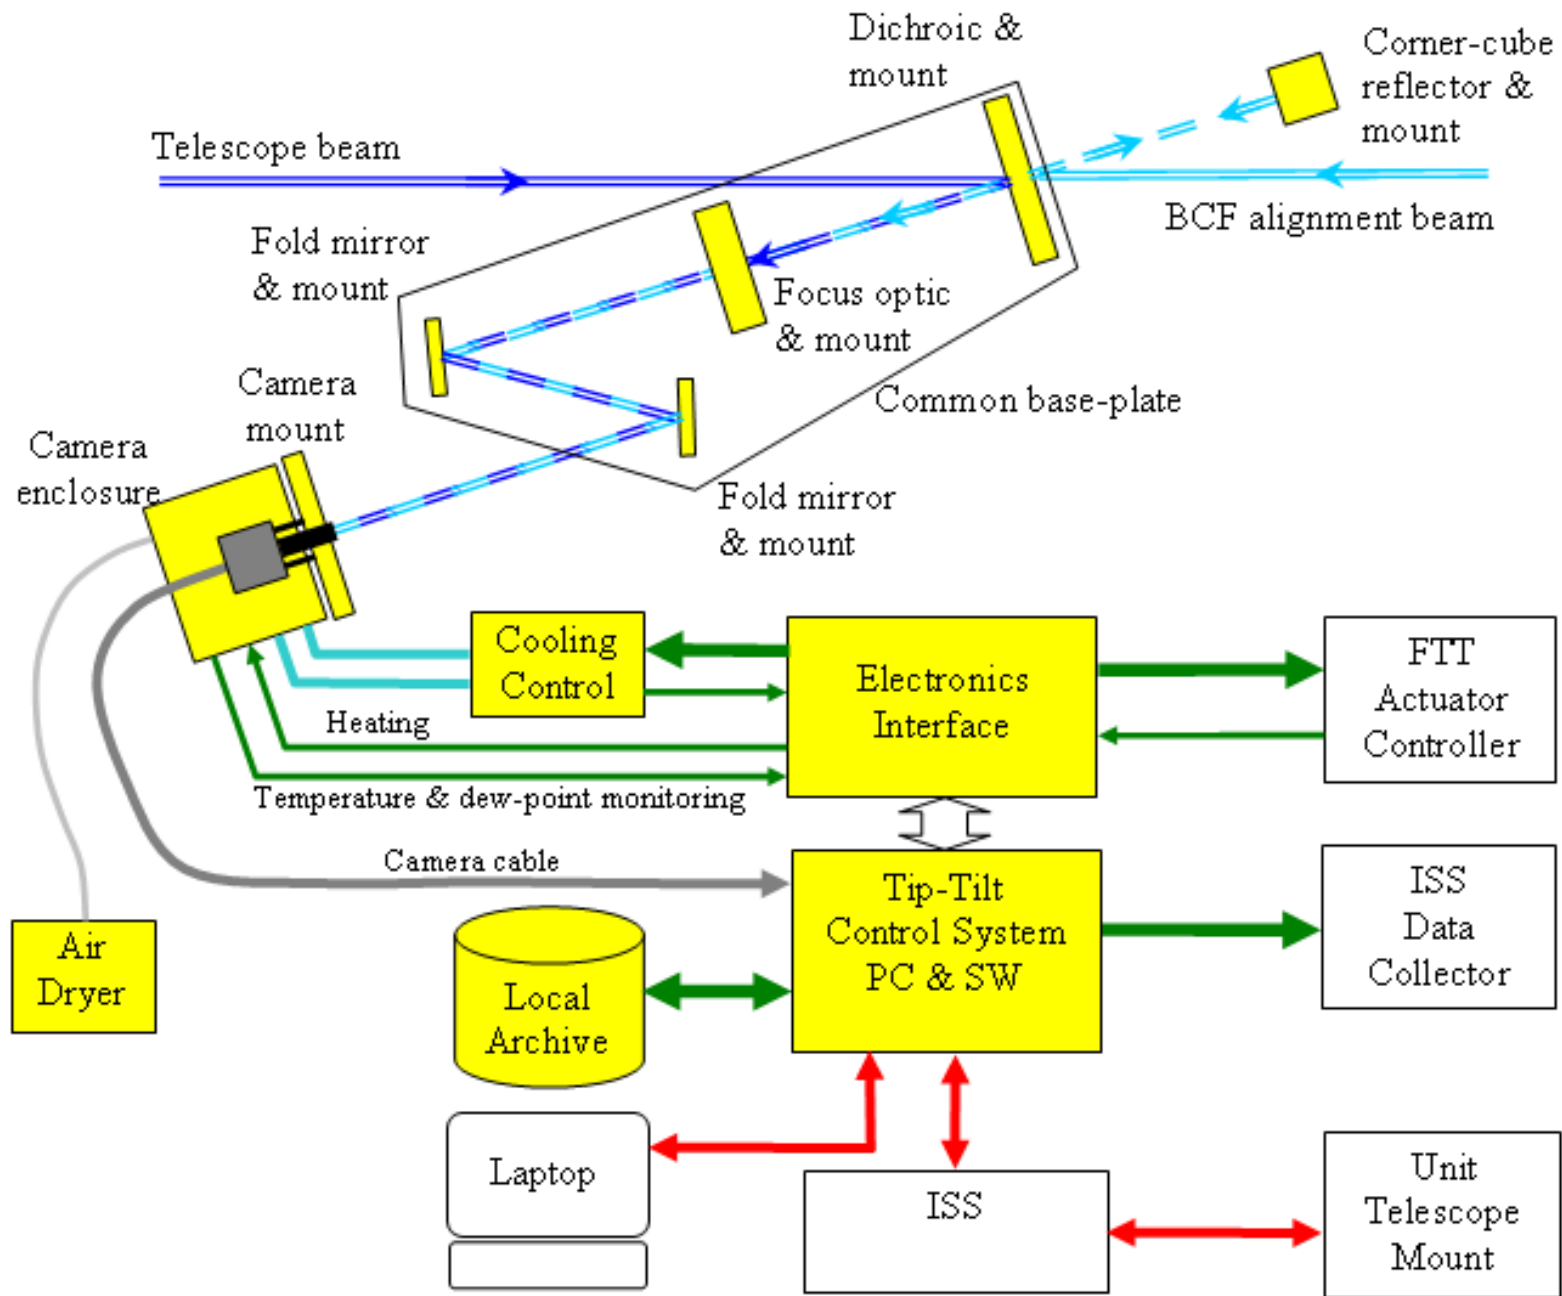 Dichroic &
mount
Corner-cube
reflector &
mount
Telescope beam
BCF alignment beam
Fold mirror
& mount
Focus optic
& mount
Camera
mount
Common base-plate
Camera
enclosure
Fold mirror
& mount
Cooling
Control
Electronics
Interface
FTT
Actuator
Controller
Heating
Temperature & dew-point monitoring
Camera cable
Tip-Tilt
Control System
PC & SW
ISS
Data
Collector
Air
Dryer
Local
Archive
Laptop
ISS
Unit
Telescope
Mount